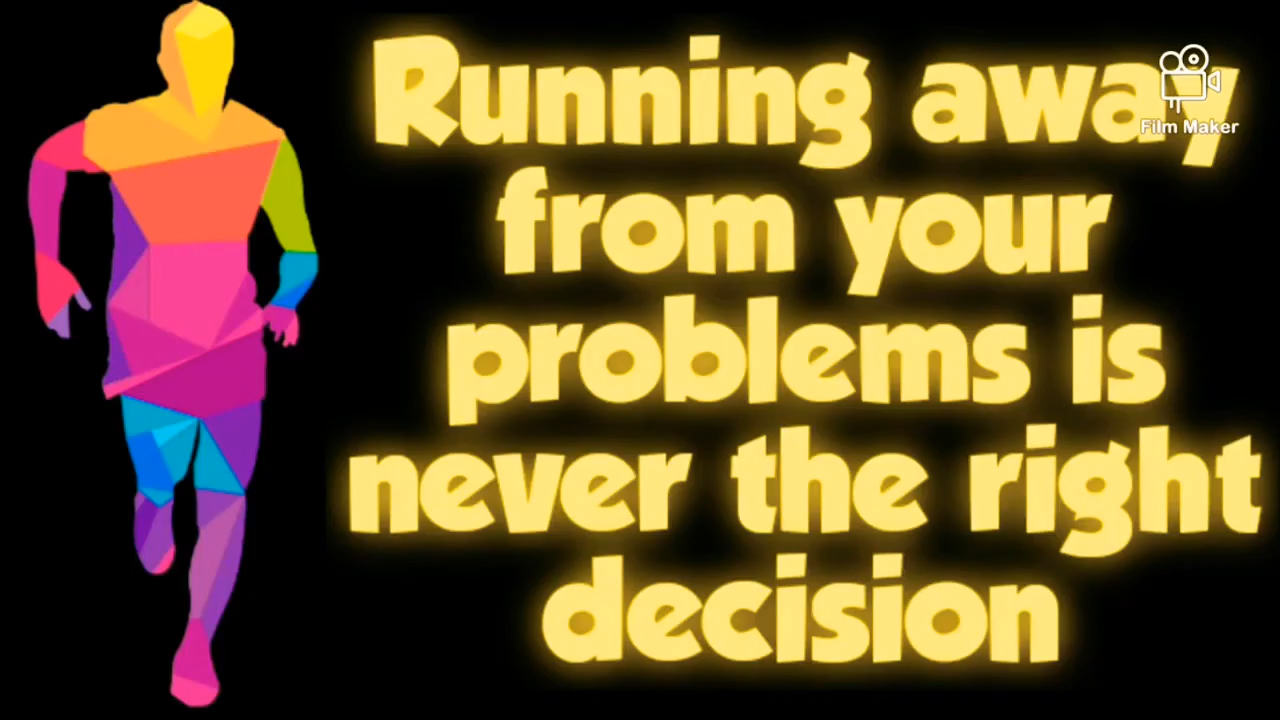 Running away
Film Maker
from your
problems is
never the right
decision